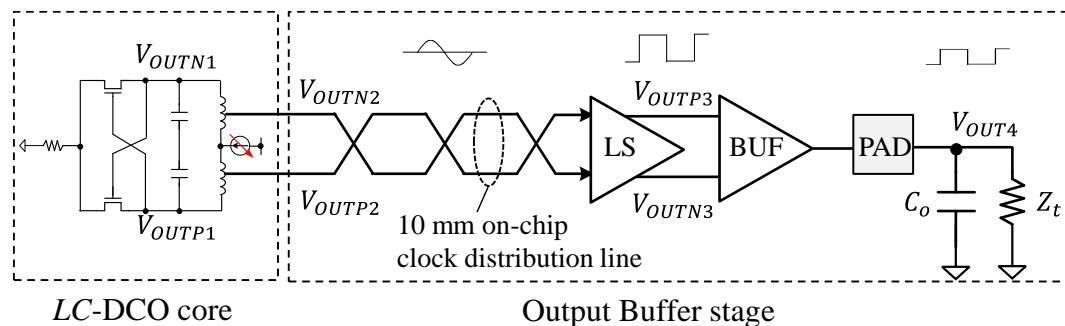 V_OUTN1
V_OUTP1
LC-DCO core
V_OUTN2
V_OUTP2
10 mm on-chip
clock distribution line
LS
V_OUTP3
V_OUTN3
BUF
PAD
V_OUT4
C_o
Z_t
Output Buffer stage